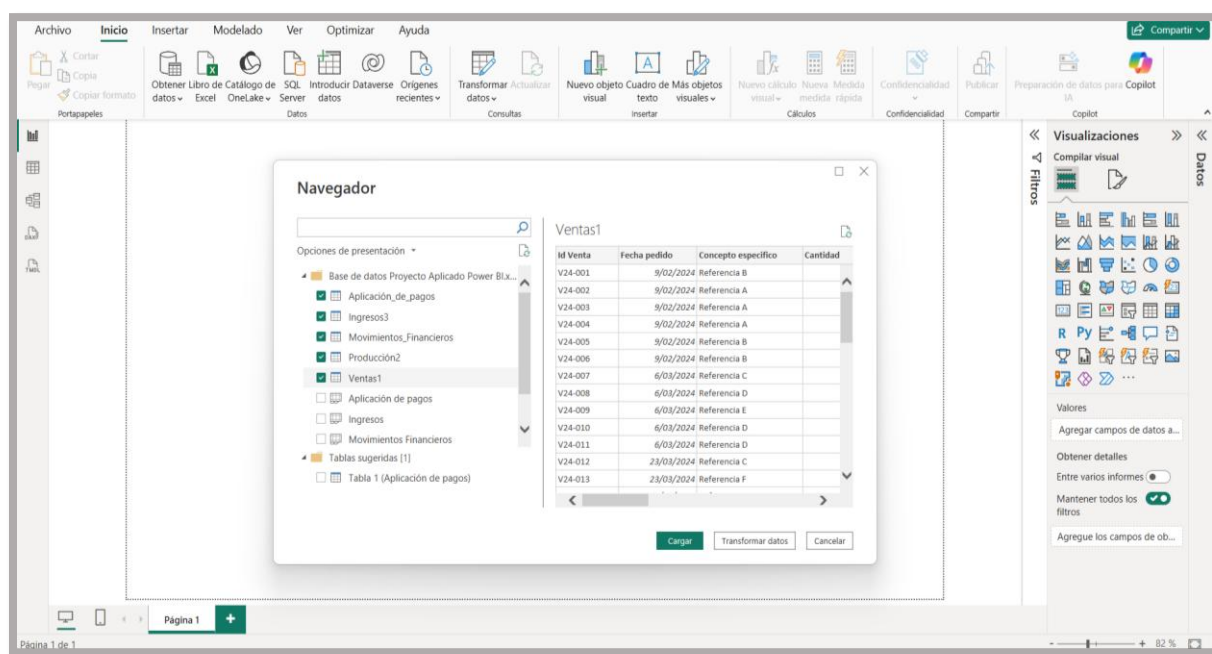 Archivo Inicio Insertar Modelado Ver Optimizar Ayuda
Compartir
Pegar
Cortar
Copia
Copiar formato
Portapapeles
Obtener datos
Libro de Excel
Catálogo de OneLake
SQL Server
Introducir datos
Dataverse
Orígenes recientes
Datos
Transformar datos
Actualizar
Consultas
Nuevo objeto visual
Cuadro de texto
Más objetos visuales
Insertar
Nuevo cálculo visual
Nueva medida
Medida rápida
Cálculos
Confidencialidad
Confidencialidad
Publicar
Compartir
Preparación de datos para IA
Copilot
Copilot
Navegador
Opciones de presentación
Base de datos Proyecto Aplicado Power BI.x...
Aplicación_de_pagos
Ingresos3
Movimientos_Financieros
Producción2
Ventas1
Aplicación de pagos
Ingresos
Movimientos Financieros
Tablas sugeridas [1]
Tabla 1 (Aplicación de pagos)
Ventas1
Id Venta Fecha pedido Concepto especifico Cantidad
V24-001 9/02/2024 Referencia B
V24-002 9/02/2024 Referencia A
V24-003 9/02/2024 Referencia A
V24-004 9/02/2024 Referencia A
V24-005 9/02/2024 Referencia B
V24-006 9/02/2024 Referencia B
V24-007 6/03/2024 Referencia C
V24-008 6/03/2024 Referencia D
V24-009 6/03/2024 Referencia E
V24-010 6/03/2024 Referencia D
V24-011 6/03/2024 Referencia D
V24-012 23/03/2024 Referencia C
V24-013 23/03/2024 Referencia F
Cargar Transformar datos Cancelar
Filtros
Visualizaciones
Compilar visual
R Py
123
Valores
Agregar campos de datos a...
Obtener detalles
Entre varios informes
Mantener todos los
filtros
Agregue los campos de ob...
Datos
Página 1
Página 1 de 1
82 %